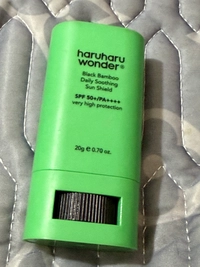 haruharu
wonder®
Black Bamboo
Daily Soothing
Sun Shield
SPF 50+/PA++++
very high protection
20g ℮ 0.70 oz.